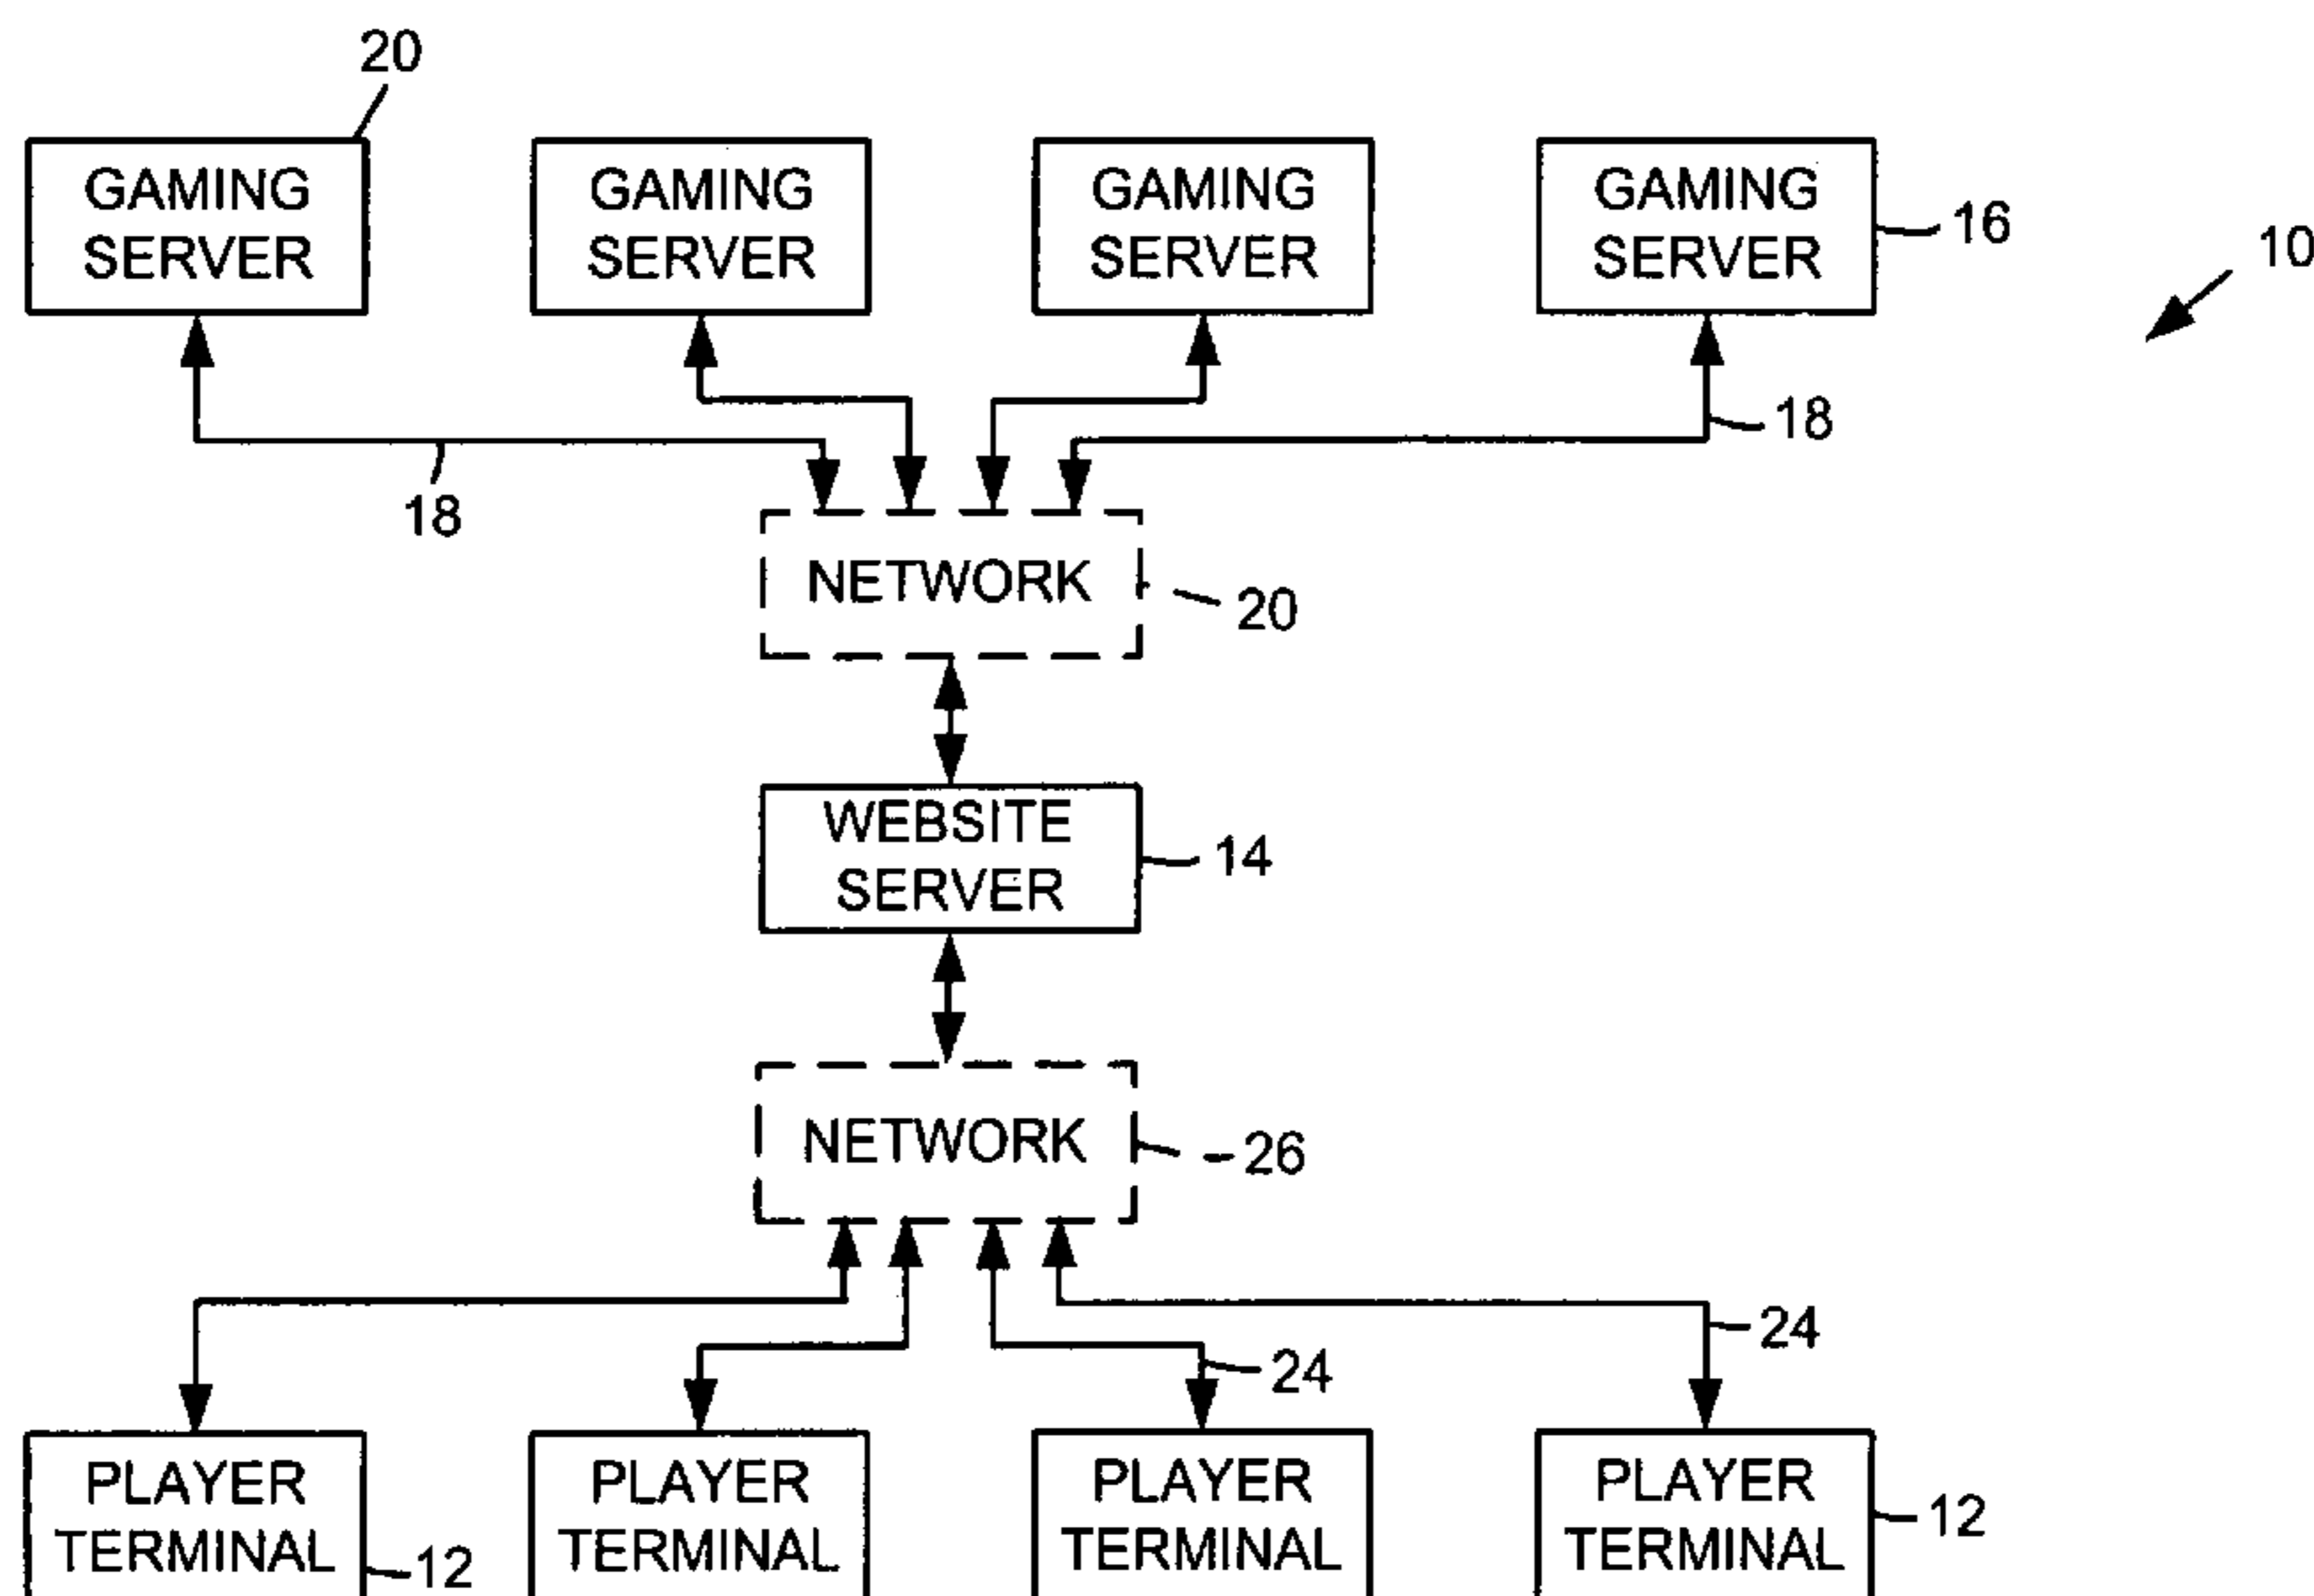 20
GAMING
SERVER
GAMING
SERVER
GAMING
SERVER
GAMING
SERVER
16
10
18
18
NETWORK
20
WEBSITE
SERVER
14
NETWORK
26
24
24
PLAYER
TERMINAL
12
PLAYER
TERMINAL
PLAYER
TERMINAL
PLAYER
TERMINAL
12